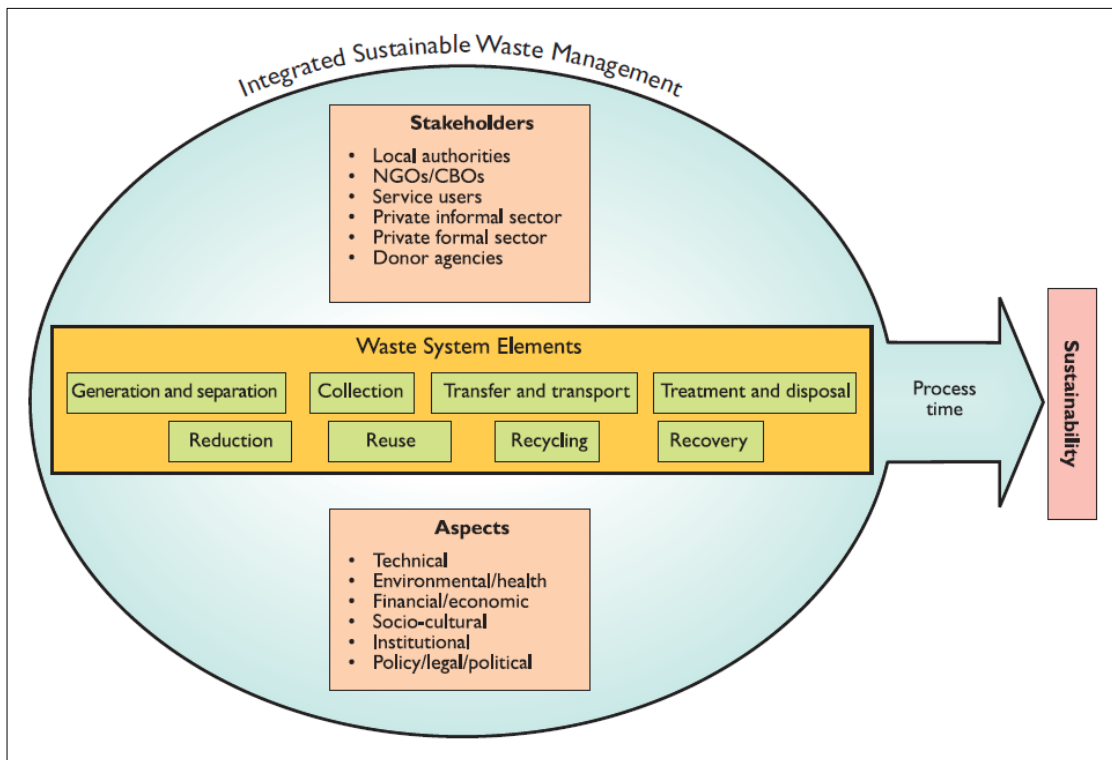 Integrated Sustainable Waste Management
Stakeholders
• Local authorities
• NGOs/CBOs
• Service users
• Private informal sector
• Private formal sector
• Donor agencies
Waste System Elements
Generation and separation
Collection
Transfer and transport
Treatment and disposal
Reduction
Reuse
Recycling
Recovery
Aspects
• Technical
• Environmental/health
• Financial/economic
• Socio-cultural
• Institutional
• Policy/legal/political
Process
time
Sustainability